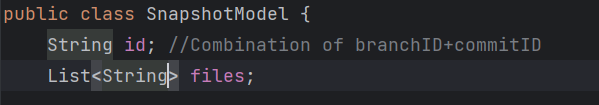 public class SnapshotModel {
String id; //Combination of branchID+commitID
List<String> files;